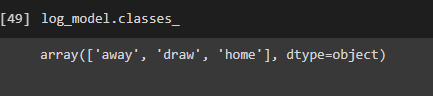 [49] log_model.classes_
array(['away', 'draw', 'home'], dtype=object)